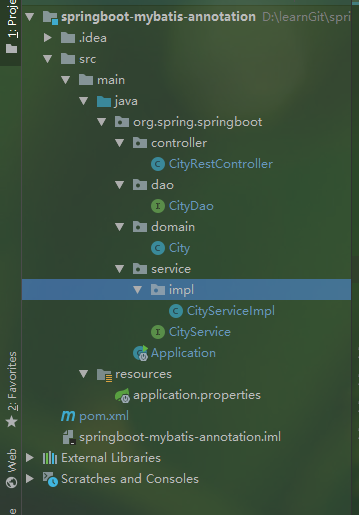 springboot-mybatis-annotation D:\learnGit\spri
.idea
src
main
java
org.spring.springboot
controller
CityRestController
dao
CityDao
domain
City
service
impl
CityServiceImpl
CityService
Application
resources
application.properties
pom.xml
springboot-mybatis-annotation.iml
External Libraries
Scratches and Consoles
1: Proje
2: Favorites
Web